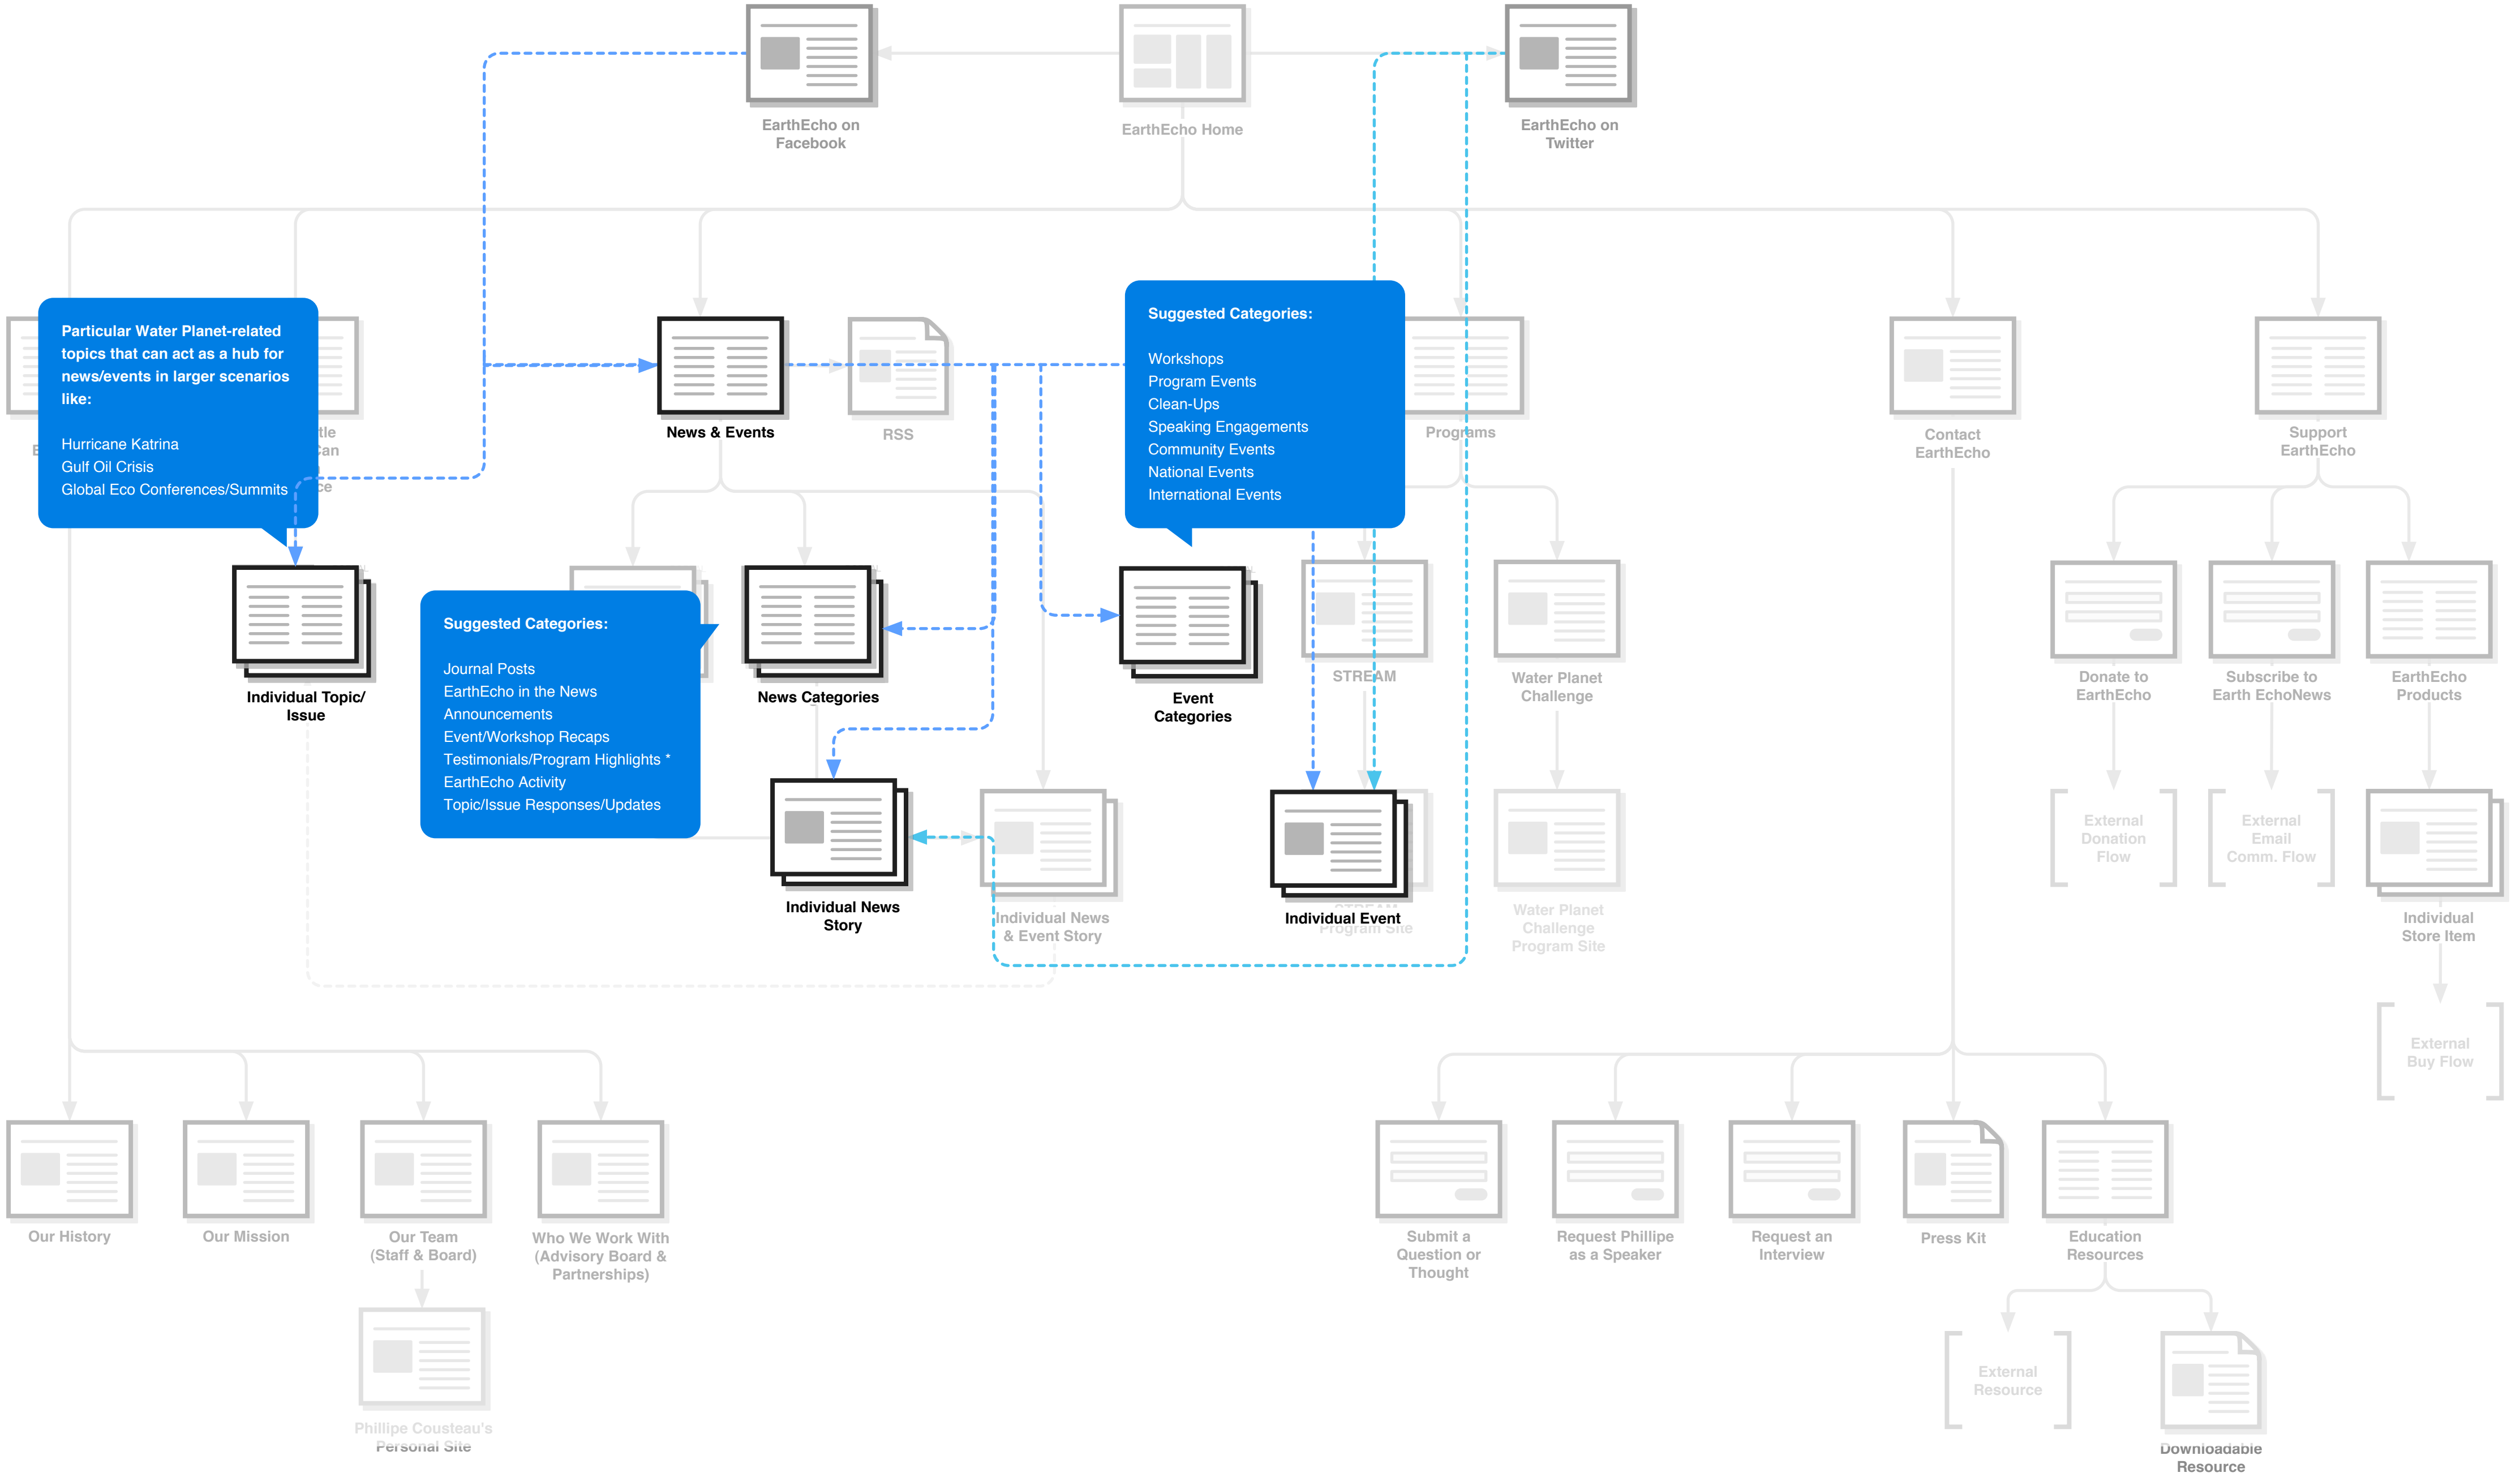 EarthEcho on
Facebook
EarthEcho Home
EarthEcho on
Twitter
Particular Water Planet-related
topics that can act as a hub for
news/events in larger scenarios
like:
Hurricane Katrina
Gulf Oil Crisis
Global Eco Conferences/Summits
News & Events
RSS
Suggested Categories:
Workshops
Program Events
Clean-Ups
Speaking Engagements
Community Events
National Events
International Events
Programs
Contact
EarthEcho
Support
EarthEcho
Individual Topic/
Issue
Suggested Categories:
Journal Posts
EarthEcho in the News
Announcements
Event/Workshop Recaps
Testimonials/Program Highlights *
EarthEcho Activity
Topic/Issue Responses/Updates
News Categories
Event
Categories
STREAM
Water Planet
Challenge
Donate to
EarthEcho
Subscribe to
Earth EchoNews
EarthEcho
Products
Individual News
Story
Individual News
& Event Story
Individual Event
STREAM
Program Site
Water Planet
Challenge
Program Site
External
Donation
Flow
External
Email
Comm. Flow
Individual
Store Item
External
Buy Flow
Our History
Our Mission
Our Team
(Staff & Board)
Who We Work With
(Advisory Board &
Partnerships)
Submit a
Question or
Thought
Request Phillipe
as a Speaker
Request an
Interview
Press Kit
Education
Resources
Phillipe Cousteau's
Personal Site
External
Resource
Downloadable
Resource